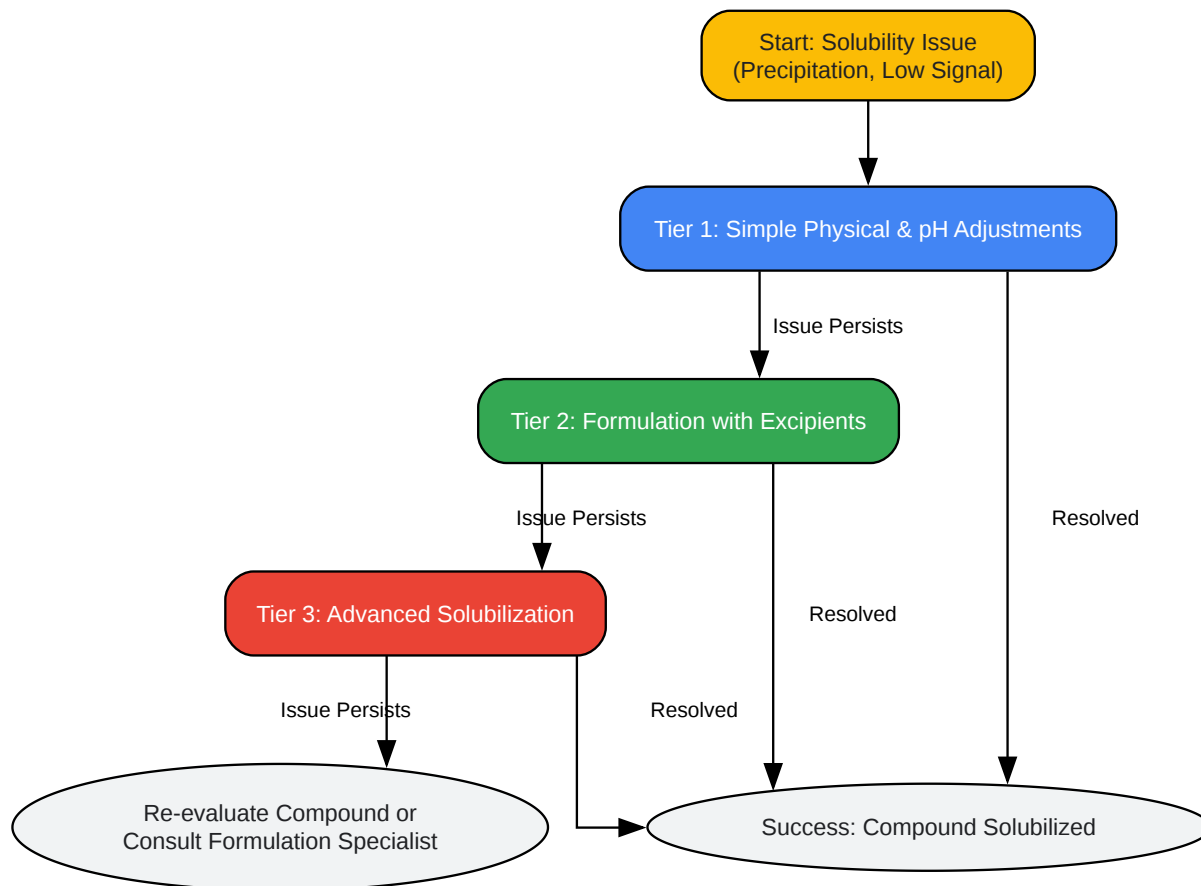 Start: Solubility Issue
(Precipitation, Low Signal)
Tier 1: Simple Physical & pH Adjustments
Issue Persists
Tier 2: Formulation with Excipients
Issue Persists
Resolved
Tier 3: Advanced Solubilization
Resolved
Issue Persists
Resolved
Re-evaluate Compound or
Consult Formulation Specialist
Success: Compound Solubilized